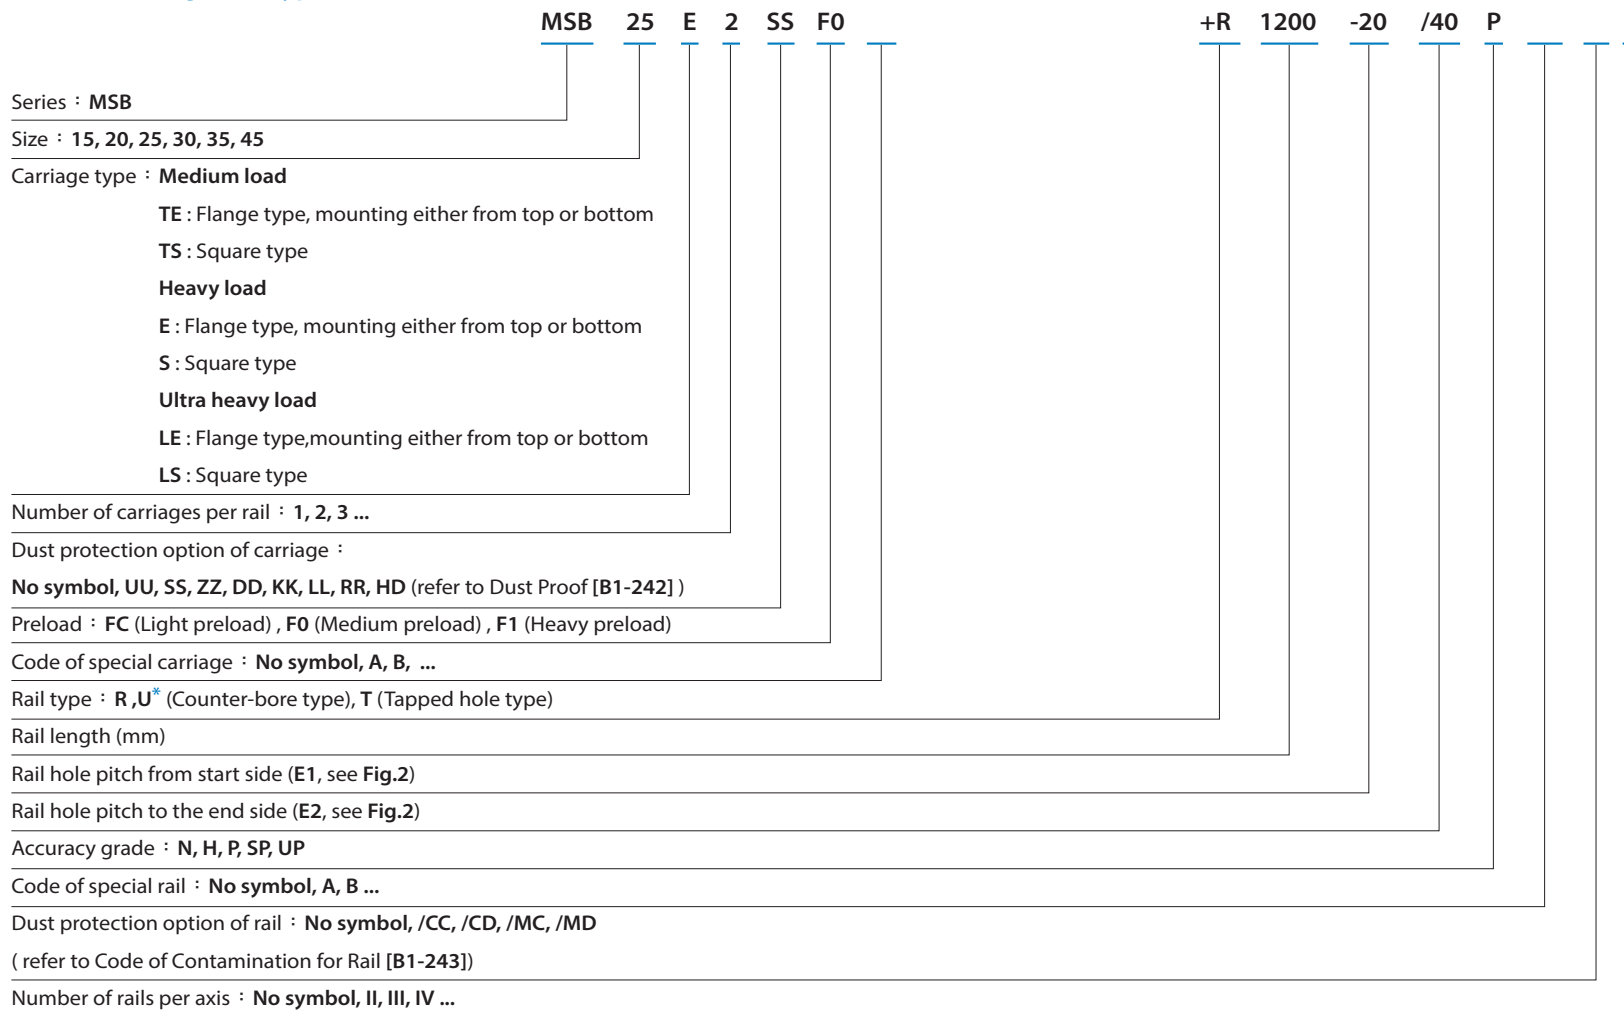 MSB 25 E 2 SS F0 +R 1200 -20 /40 P
Series : MSB
Size : 15, 20, 25, 30, 35, 45
Carriage type : Medium load
TE : Flange type, mounting either from top or bottom
TS : Square type
Heavy load
E : Flange type, mounting either from top or bottom
S : Square type
Ultra heavy load
LE : Flange type,mounting either from top or bottom
LS : Square type
Number of carriages per rail : 1, 2, 3 ...
Dust protection option of carriage :
No symbol, UU, SS, ZZ, DD, KK, LL, RR, HD (refer to Dust Proof [B1-242] )
Preload : FC (Light preload) , F0 (Medium preload) , F1 (Heavy preload)
Code of special carriage : No symbol, A, B, ...
Rail type : R ,U* (Counter-bore type), T (Tapped hole type)
Rail length (mm)
Rail hole pitch from start side (E1, see Fig.2)
Rail hole pitch to the end side (E2, see Fig.2)
Accuracy grade : N, H, P, SP, UP
Code of special rail : No symbol, A, B ...
Dust protection option of rail : No symbol, /CC, /CD, /MC, /MD
( refer to Code of Contamination for Rail [B1-243])
Number of rails per axis : No symbol, II, III, IV ...